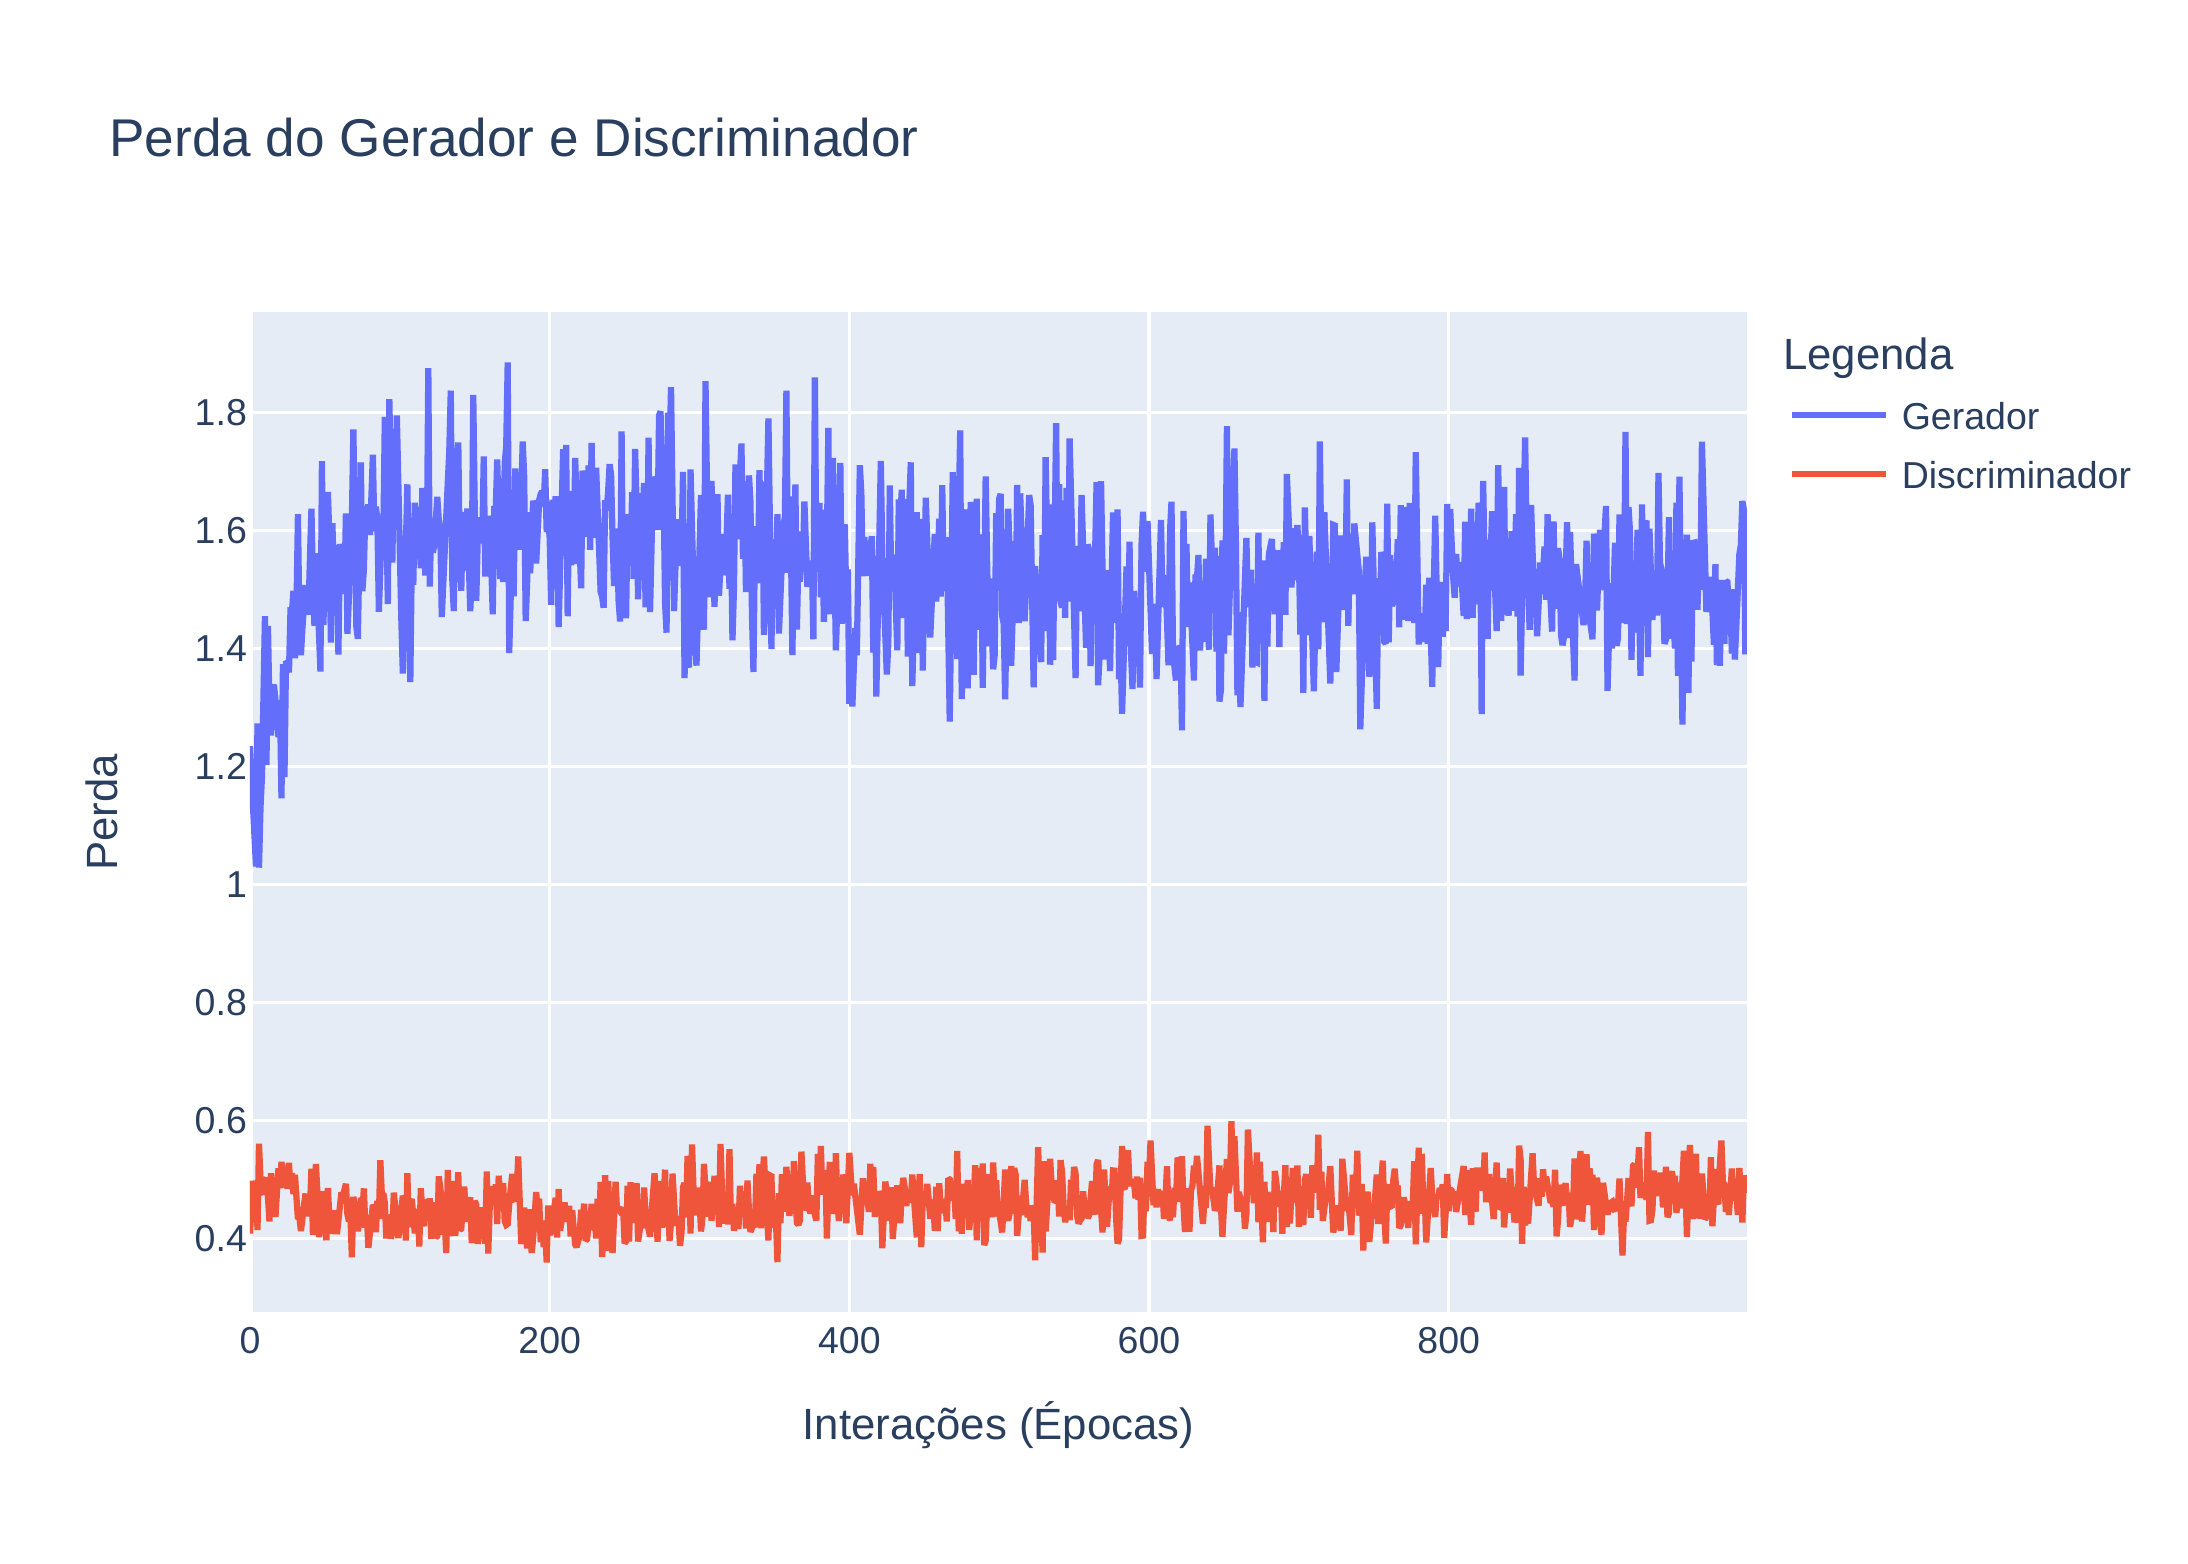 Perda do Gerador e Discriminador
Legenda
Gerador
Discriminador
1.8
1.6
1.4
1.2
1
0.8
0.6
0.4
Perda
0 200 400 600 800
Interações (Épocas)